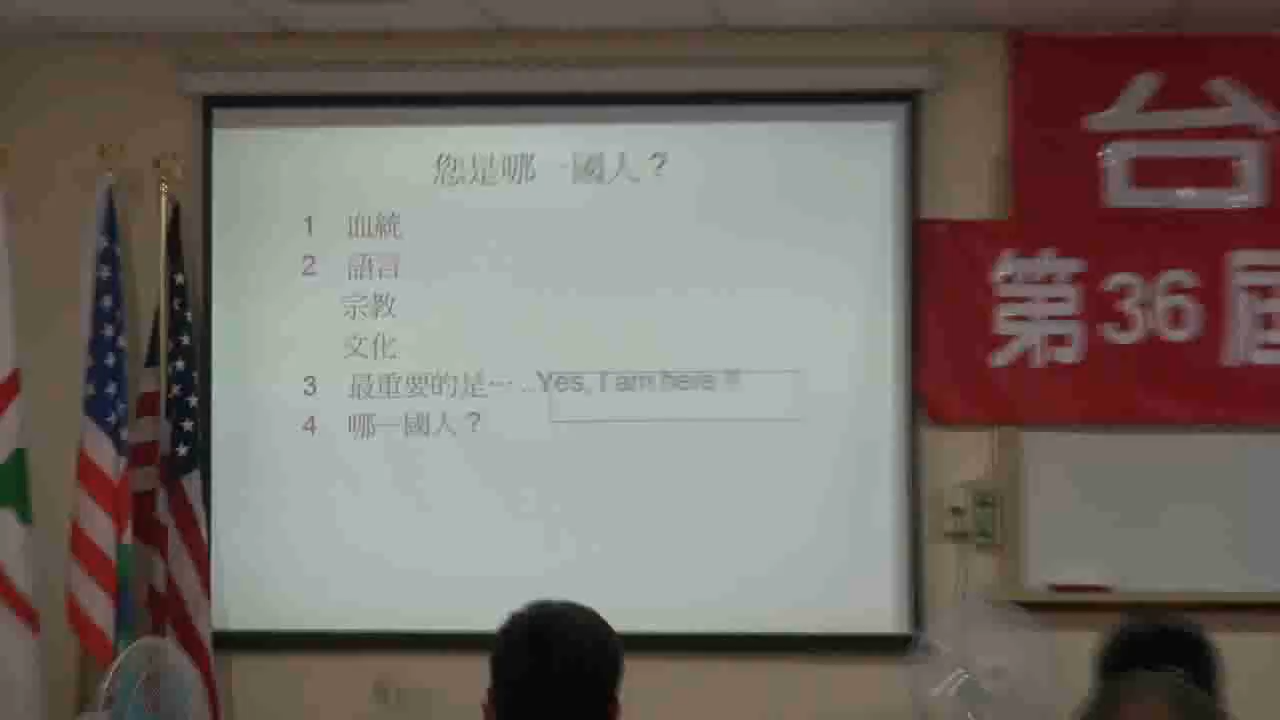 您是哪一國人？
1 血統
2 語言
宗教
文化
3 最重要的是⋯ ..Yes, I am here !!
4 哪一國人？
台
第36屆